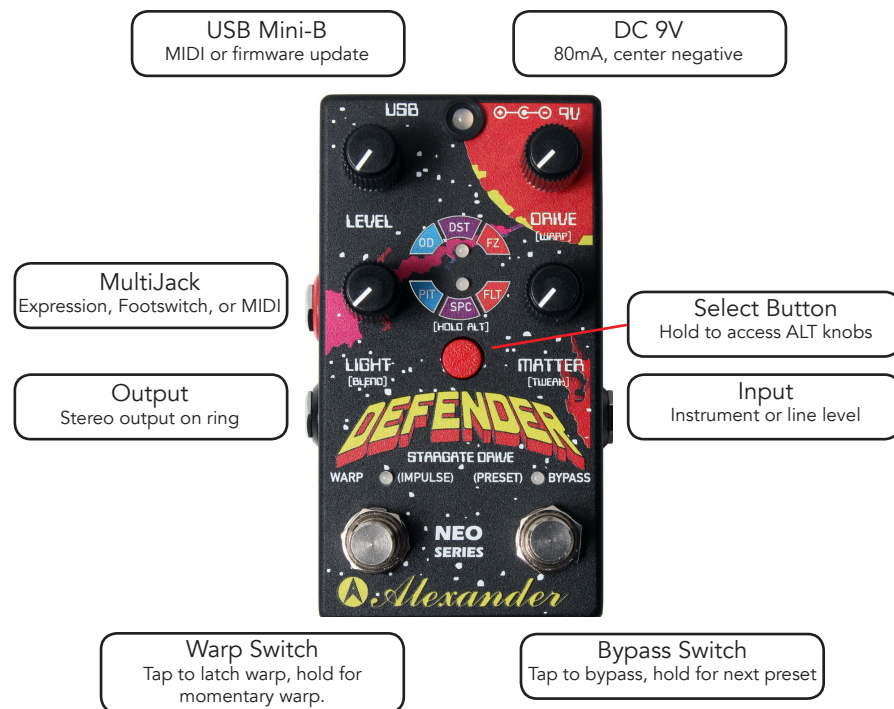 USB Mini-B
MIDI or firmware update
DC 9V
80mA, center negative
USB
9V
LEVEL
DRIVE
[WARP]
OD
DST
FZ
PIT
SPC
FLT
[HOLD ALT]
MultiJack
Expression, Footswitch, or MIDI
Select Button
Hold to access ALT knobs
LIGHT
[BLEND]
MATTER
[TWEAK]
Output
Stereo output on ring
Input
Instrument or line level
DEFENDER
STARGATE DRIVE
WARP
(IMPULSE)
(PRESET)
BYPASS
NEO
SERIES
Alexander
Warp Switch
Tap to latch warp, hold for
momentary warp.
Bypass Switch
Tap to bypass, hold for next preset